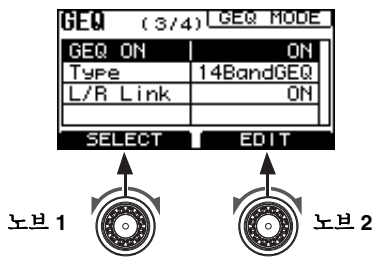 GEQ (3/4) GEQ MODE
GEQ ON ON
Type 14BandGEQ
L/R Link ON
SELECT EDIT
노브 1 노브 2